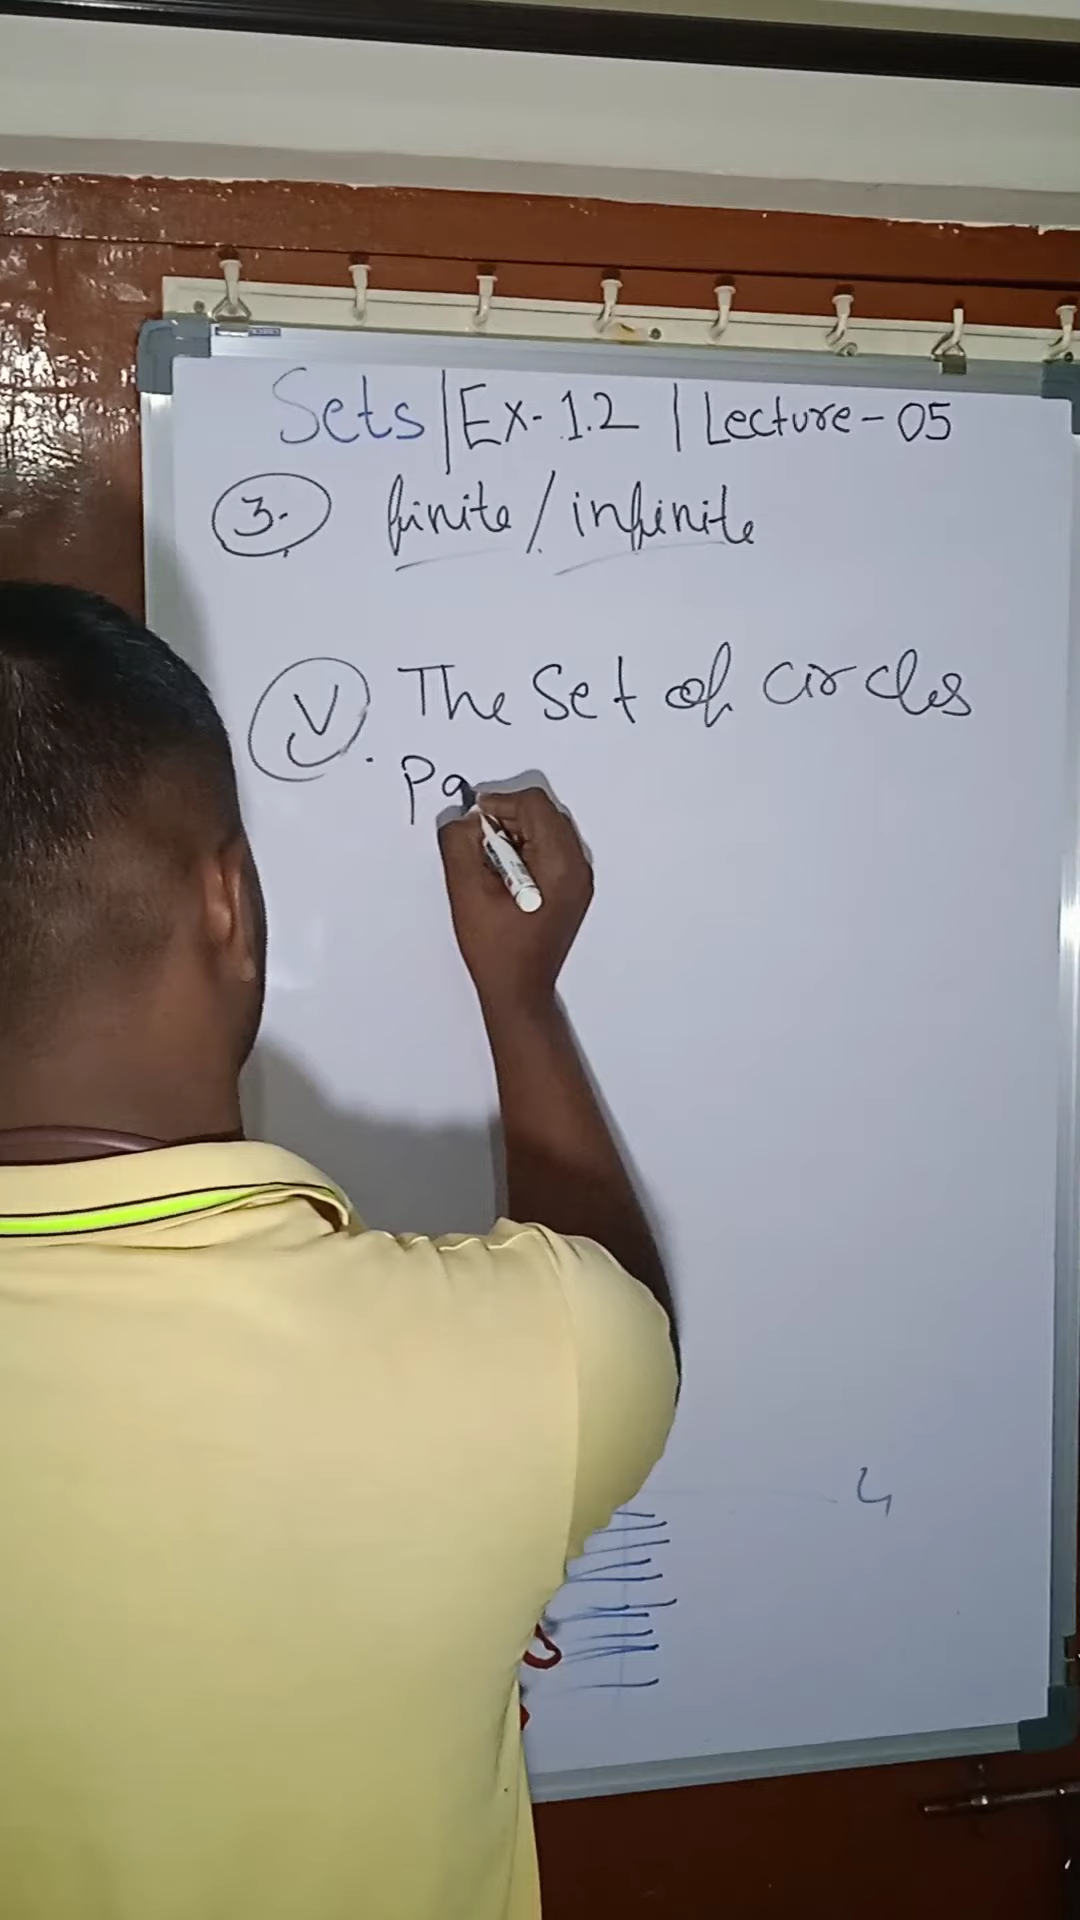 Sets | Ex- 1.2 | Lecture - 05
3. finite / infinite
V. The Set of circles
Pa
4